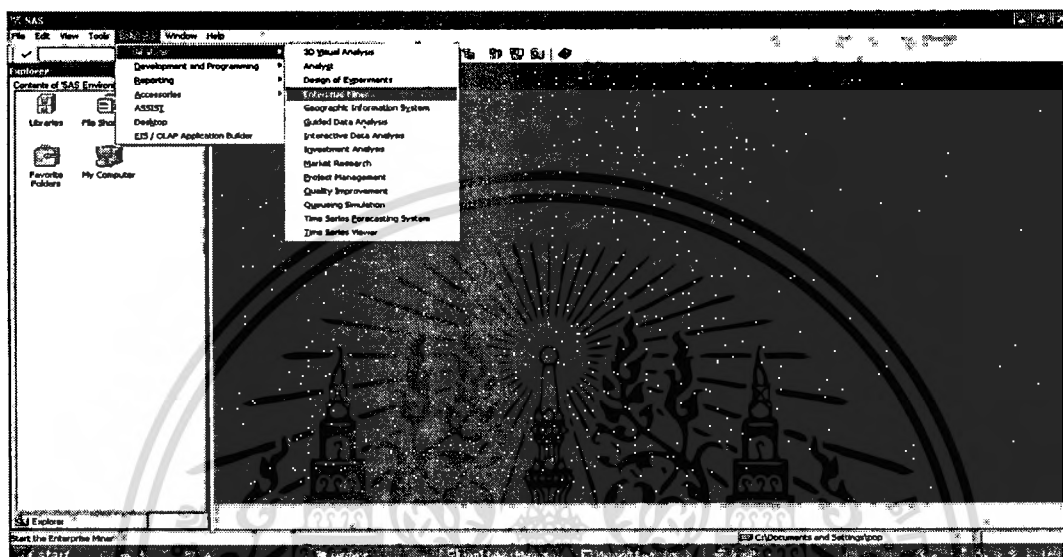 SAS
File Edit View Tools Window Help
Explorer
Contents of 'SAS Environ
Libraries
Favorite Folders
My Computer
Development and Programming
Reporting
Accessories
ASSIST
Desktop
EIS / OLAP Application Builder
3D Visual Analysis
Analyst
Design of Experiments
Enterprise Miner
Geographic Information System
Guided Data Analysis
Interactive Data Analysis
Investment Analysis
Market Research
Project Management
Quality Improvement
Queueing Simulation
Time Series Forecasting System
Time Series Viewer
Explorer
Start the Enterprise Miner
C:\Documents and Settings\pop
start